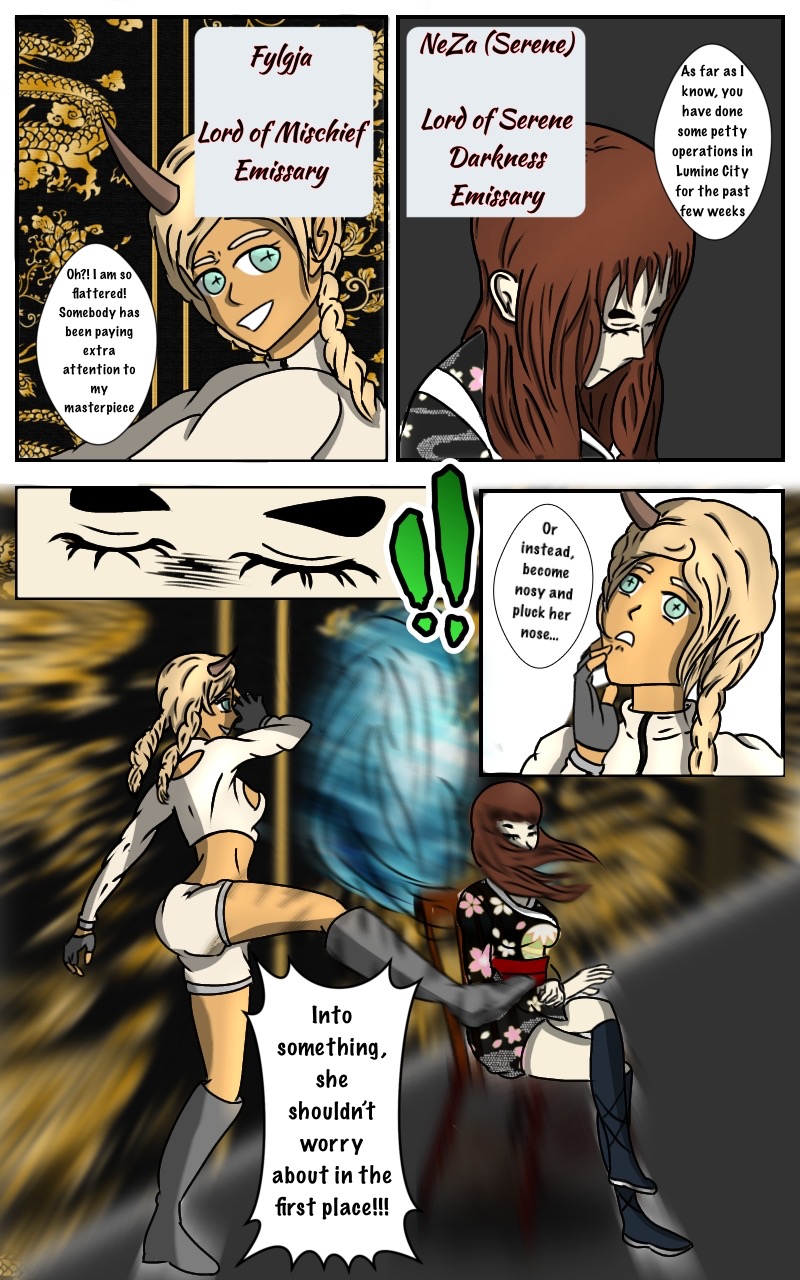 Fylgja
Lord of Mischief
Emissary
Oh?! I am so
flattered!
Somebody has
been paying
extra
attention to
my
masterpiece
NeZa (Serene)
Lord of Serene
Darkness
Emissary
As far as I
know, you
have done
some petty
operations in
Lumine City
for the past
few weeks
!!
Or
instead,
become
nosy and
pluck her
nose...
Into
something,
she
shouldn't
worry
about in the
first place!!!